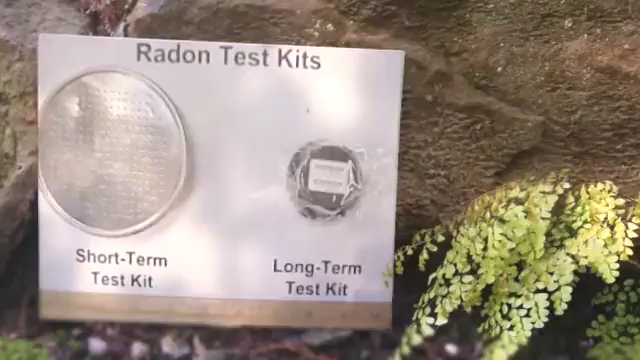 Radon Test Kits
Short-Term
Test Kit
Long-Term
Test Kit